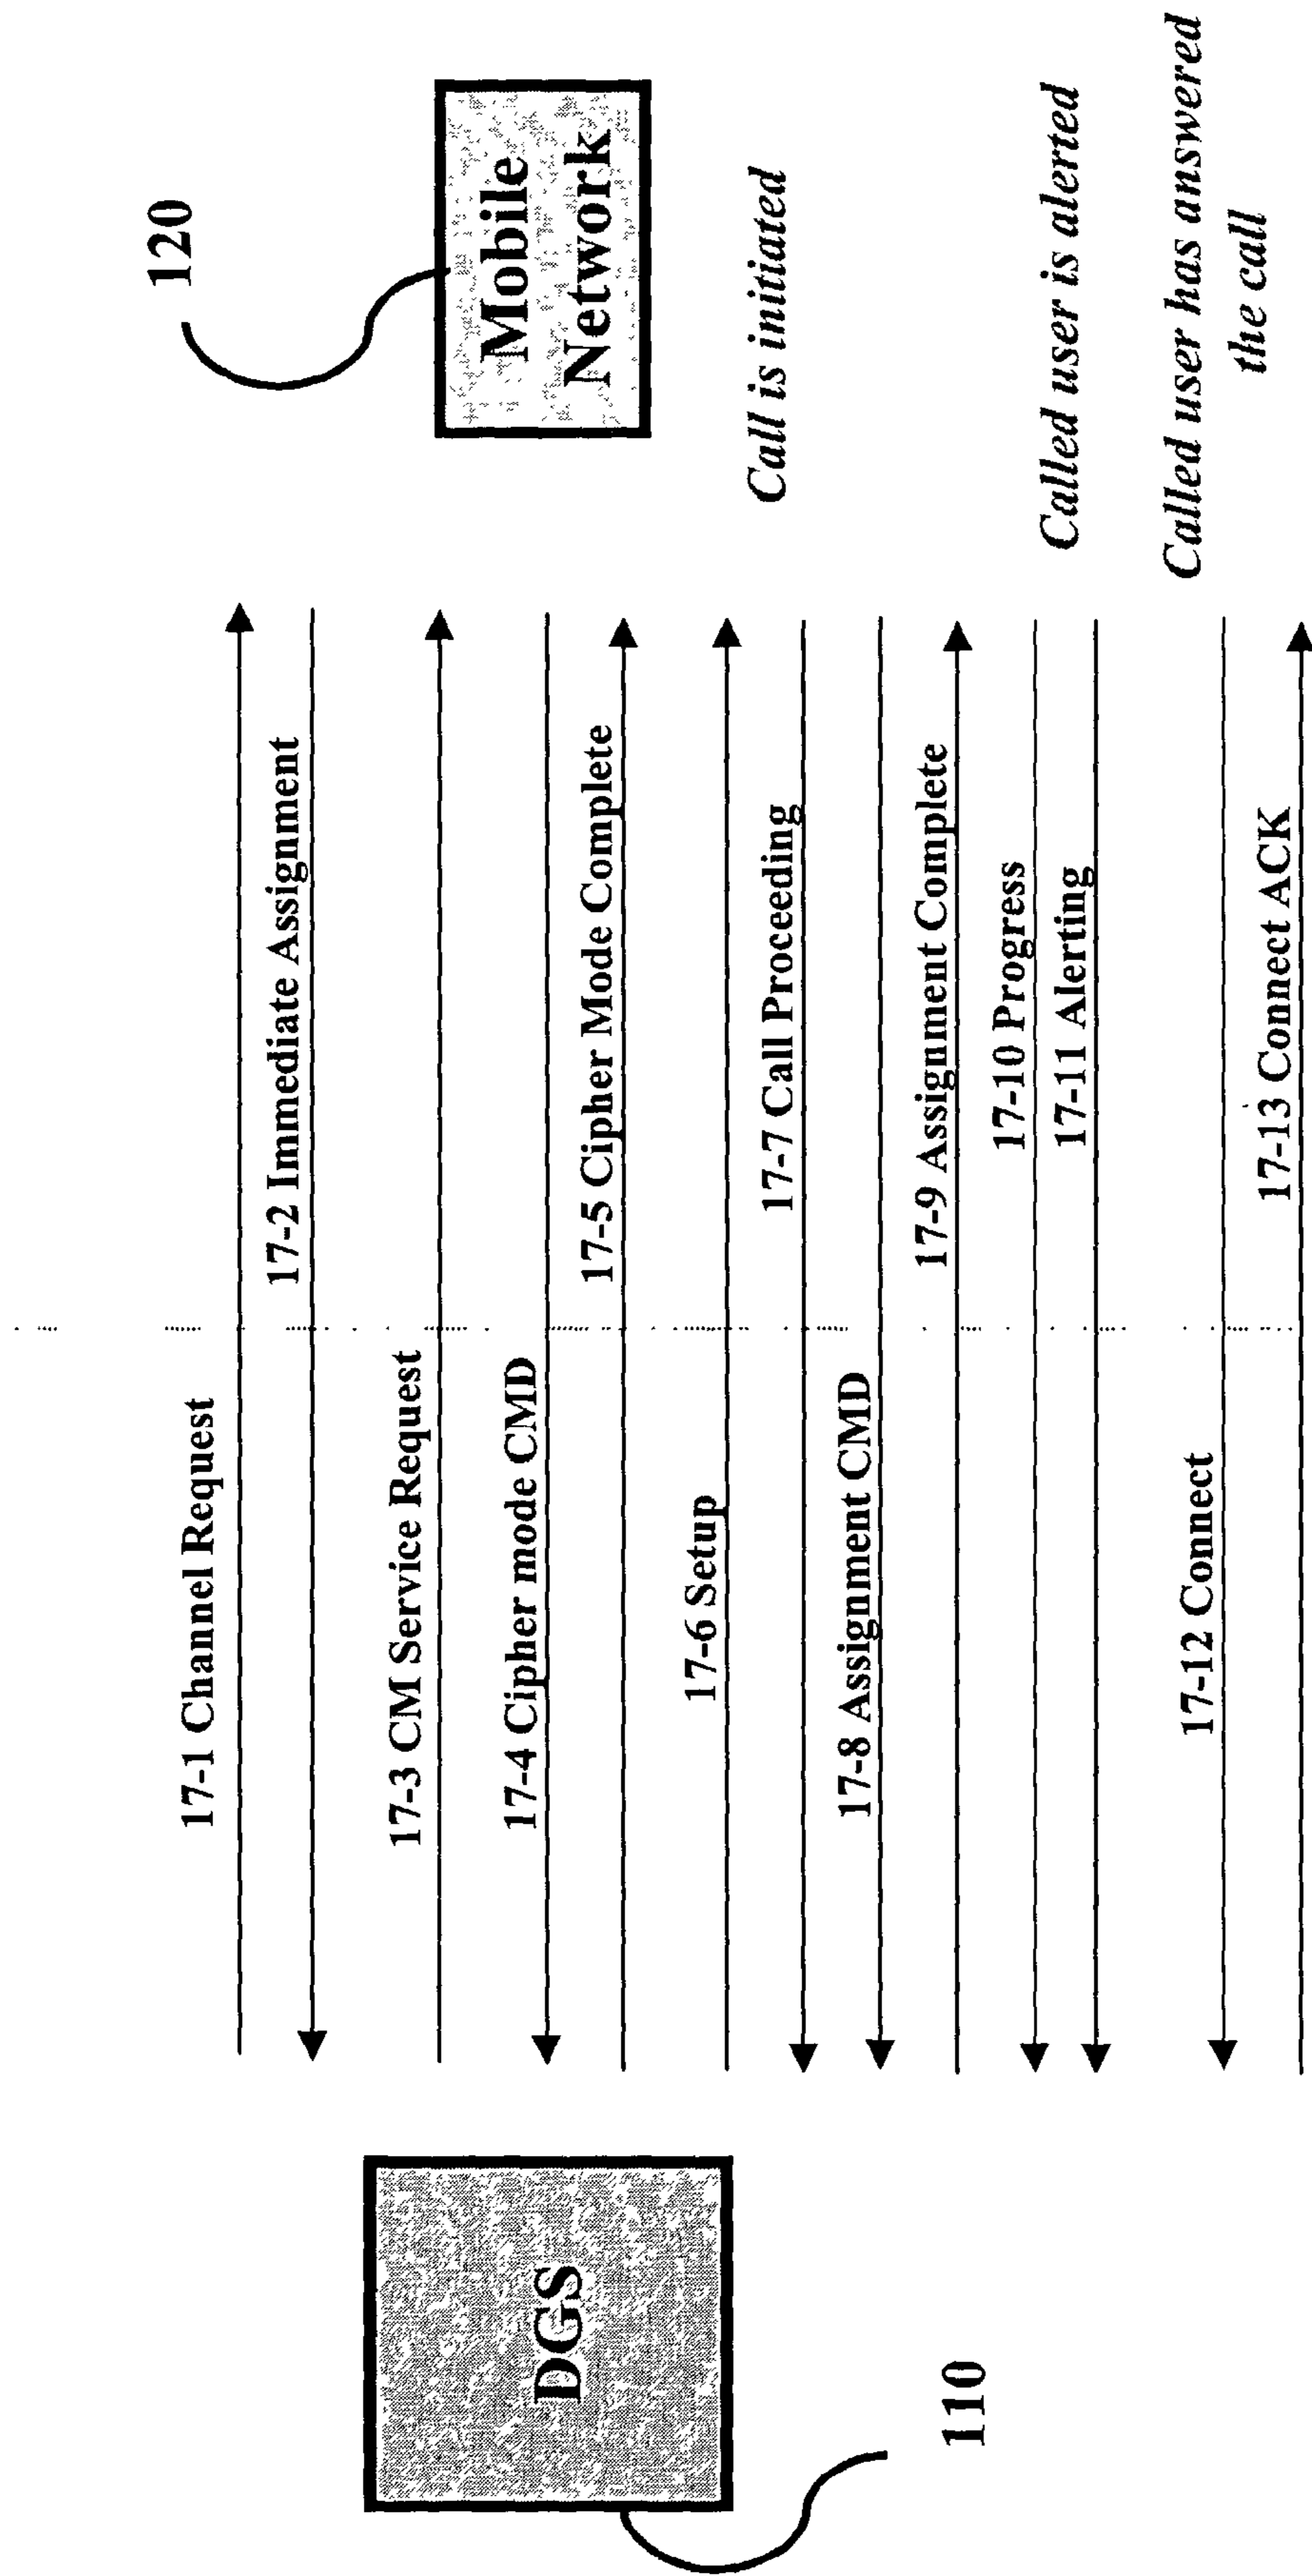 120
Mobile
Network
DGS
110
17-1 Channel Request
17-2 Immediate Assignment
17-3 CM Service Request
17-4 Cipher mode CMD
17-5 Cipher Mode Complete
17-6 Setup
Call is initiated
17-7 Call Proceeding
17-8 Assignment CMD
17-9 Assignment Complete
17-10 Progress
Called user is alerted
17-11 Alerting
17-12 Connect
Called user has answered
the call
17-13 Connect ACK